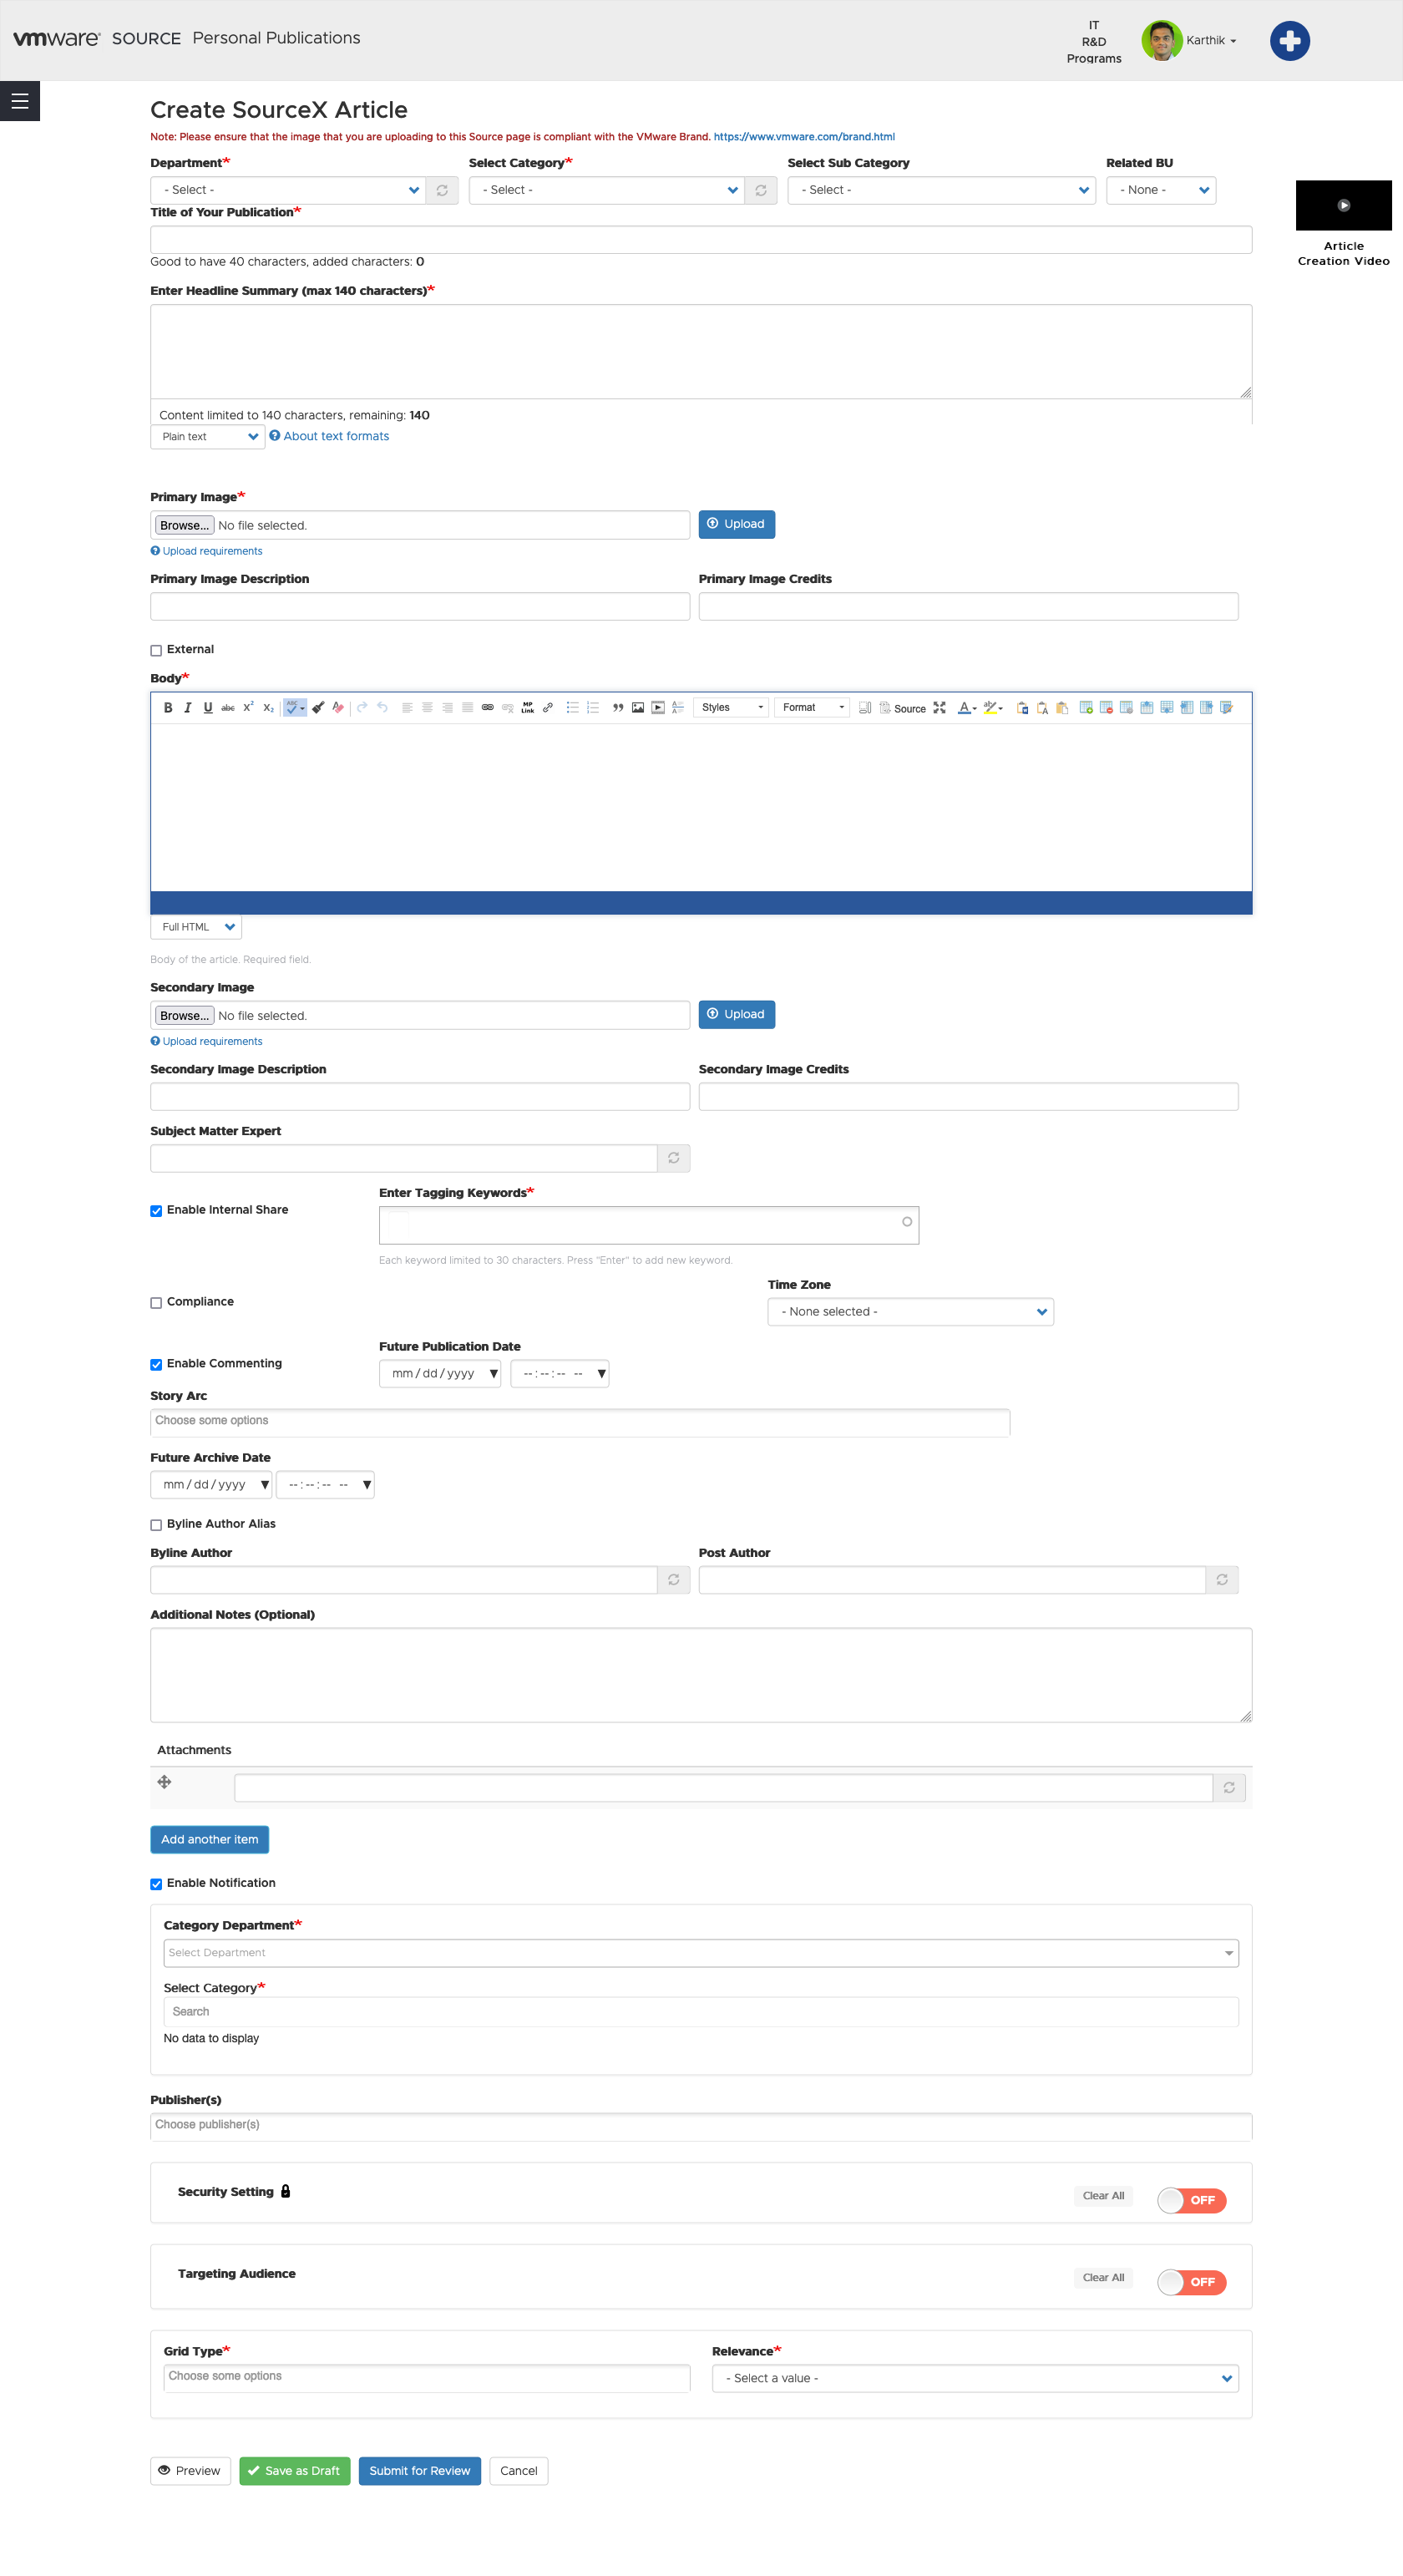 vmware® SOURCE Personal Publications
IT
R&D
Programs
Karthik
Create SourceX Article
Note: Please ensure that the image that you are uploading to this Source page is compliant with the VMware Brand. https://www.vmware.com/brand.html
Department* Select Category* Select Sub Category Related BU
- Select - - Select - - Select - - None -
Title of Your Publication*
Good to have 40 characters, added characters: 0
Article
Creation Video
Enter Headline Summary (max 140 characters)*
Content limited to 140 characters, remaining: 140
Plain text About text formats
Primary Image*
Browse... No file selected. Upload
Upload requirements
Primary Image Description Primary Image Credits
External
Body*
B I U abc X² X₂ ABC MP Link Styles Format Source A ab
Full HTML
Body of the article. Required field.
Secondary Image
Browse... No file selected. Upload
Upload requirements
Secondary Image Description Secondary Image Credits
Subject Matter Expert
Enter Tagging Keywords*
Enable Internal Share
Each keyword limited to 30 characters. Press "Enter" to add new keyword.
Time Zone
Compliance
- None selected -
Future Publication Date
Enable Commenting
mm / dd / yyyy -- : -- : -- --
Story Arc
Choose some options
Future Archive Date
mm / dd / yyyy -- : -- : -- --
Byline Author Alias
Byline Author Post Author
Additional Notes (Optional)
Attachments
Add another item
Enable Notification
Category Department*
Select Department
Select Category*
Search
No data to display
Publisher(s)
Choose publisher(s)
Security Setting Clear All OFF
Targeting Audience Clear All OFF
Grid Type* Relevance*
Choose some options - Select a value -
Preview Save as Draft Submit for Review Cancel